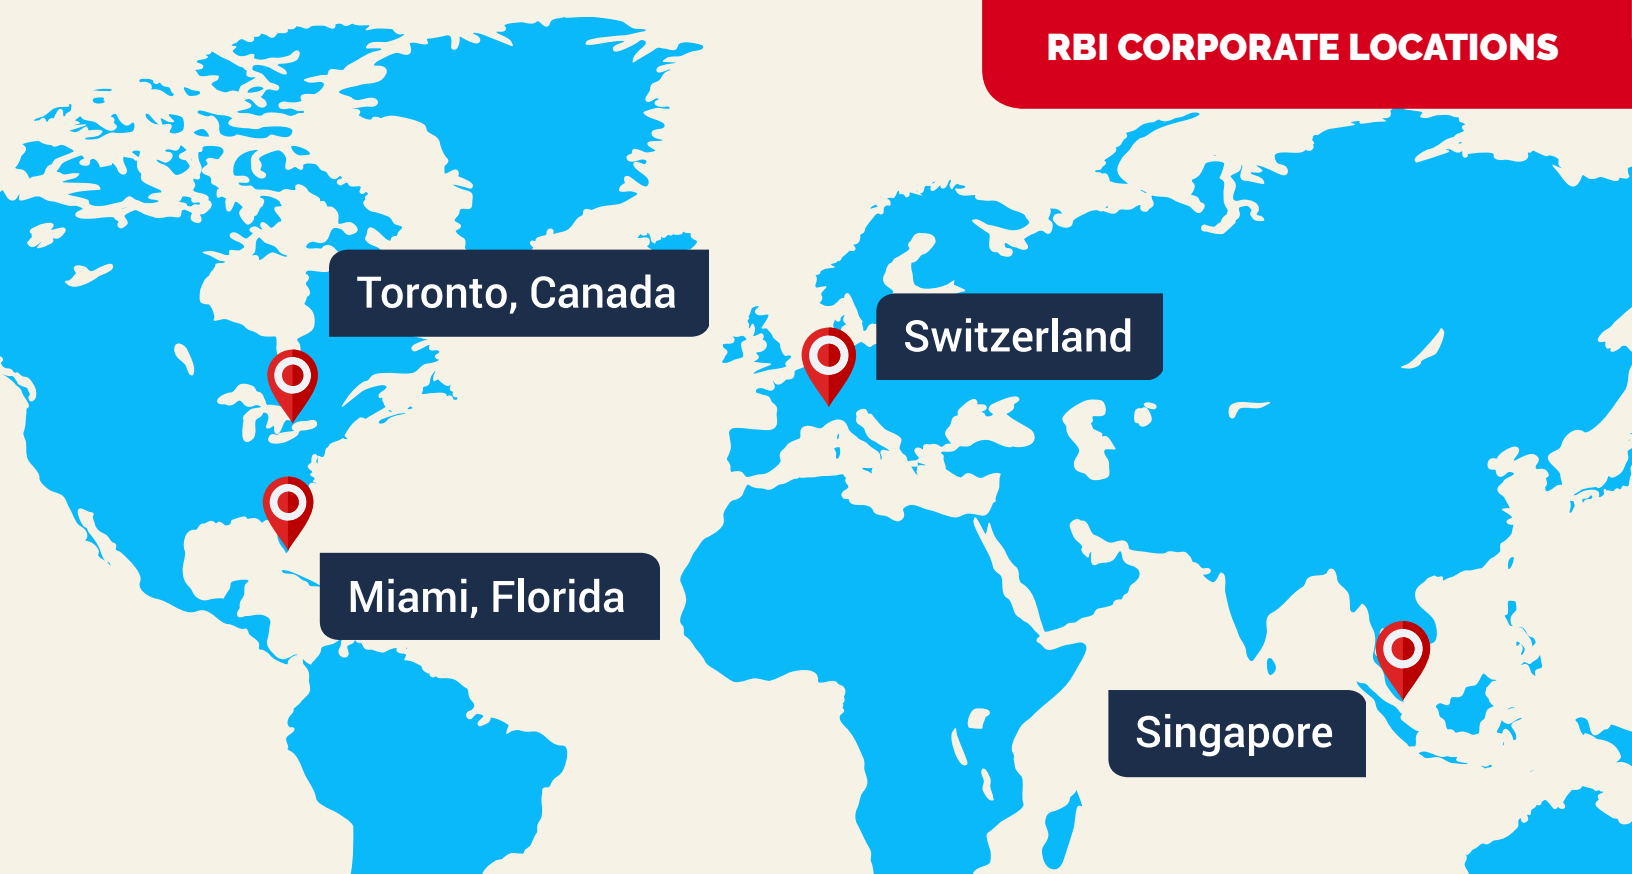 RBI CORPORATE LOCATIONS
Toronto, Canada
Switzerland
Miami, Florida
Singapore